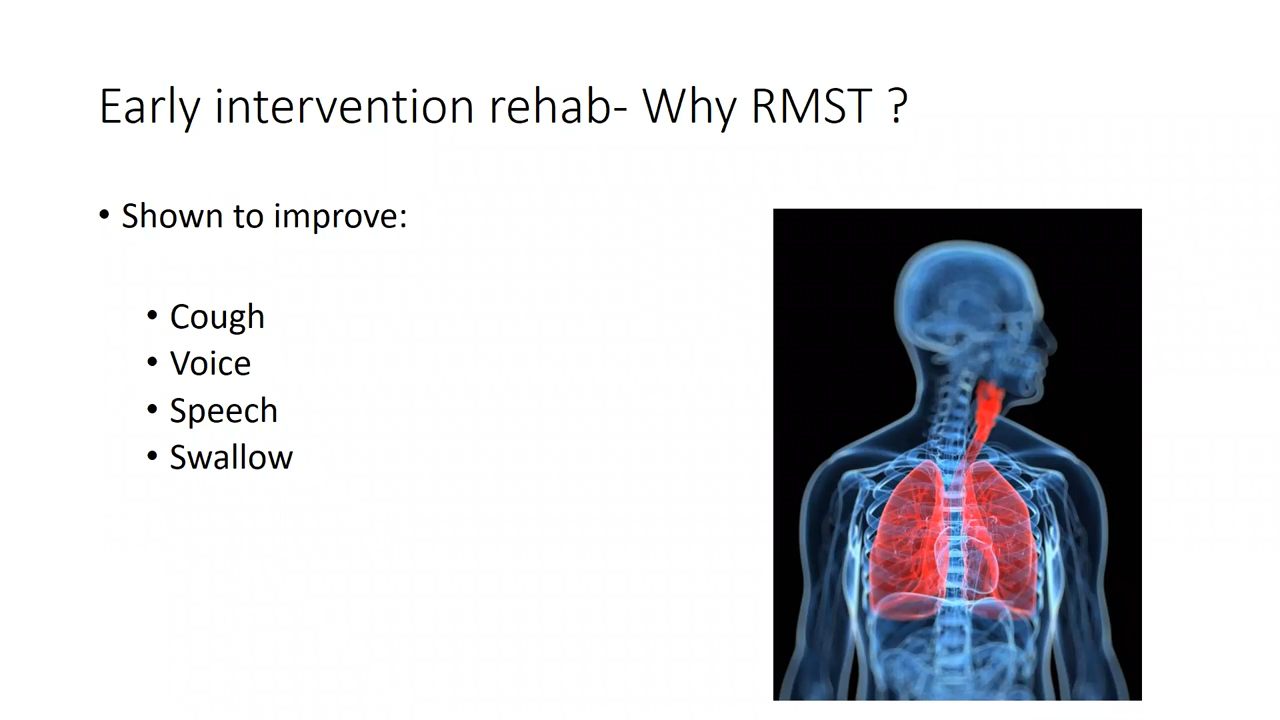 Early intervention rehab- Why RMST ?
• Shown to improve:
• Cough
• Voice
• Speech
• Swallow